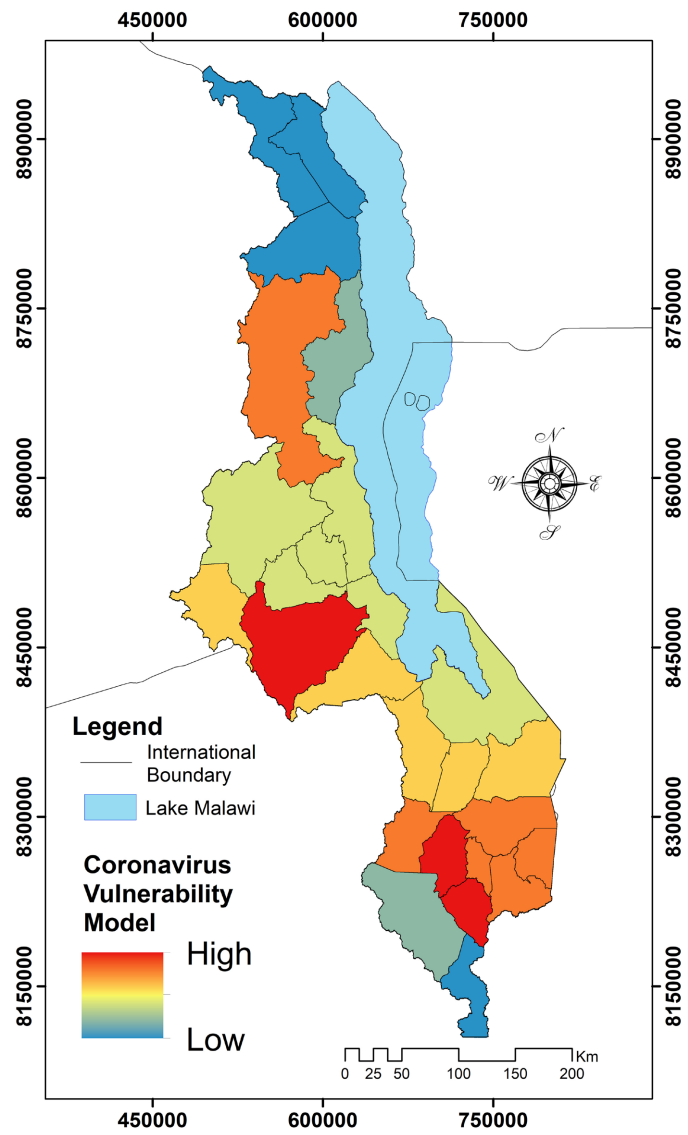 450000 600000 750000
8900000 8900000
8750000 8750000
N
8600000 W E 8600000
S
8450000 8450000
Legend
International
Boundary
Lake Malawi
8300000 8300000
Coronavirus
Vulnerability
Model
High
Low
8150000 8150000
Km
0 25 50 100 150 200
450000 600000 750000